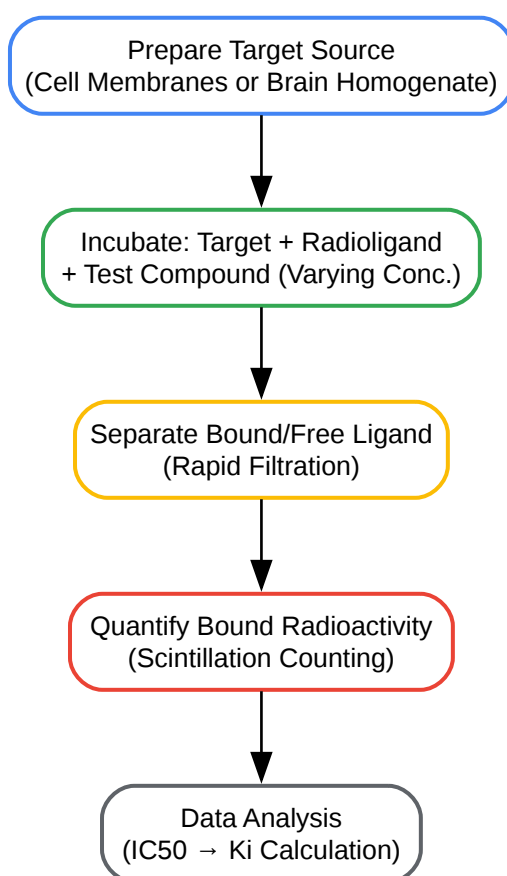 Prepare Target Source
(Cell Membranes or Brain Homogenate)
Incubate: Target + Radioligand
+ Test Compound (Varying Conc.)
Separate Bound/Free Ligand
(Rapid Filtration)
Quantify Bound Radioactivity
(Scintillation Counting)
Data Analysis
(IC50 → Ki Calculation)